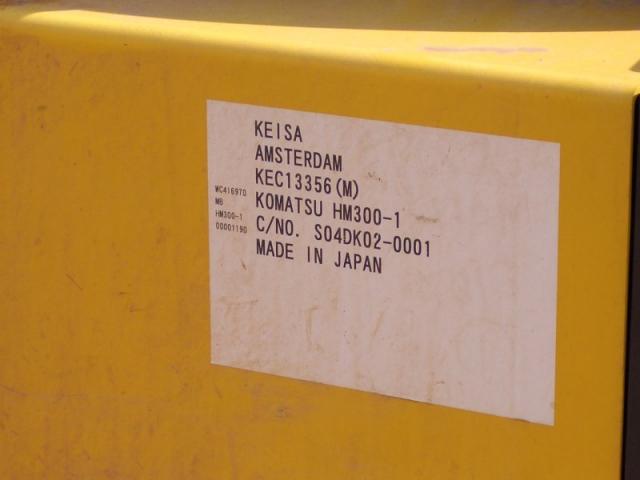 KEISA
AMSTERDAM
KEC13356(M)
KOMATSU HM300-1
C/NO. S04DK02-0001
MADE IN JAPAN
WC416970
MB
HM300-1
00001190